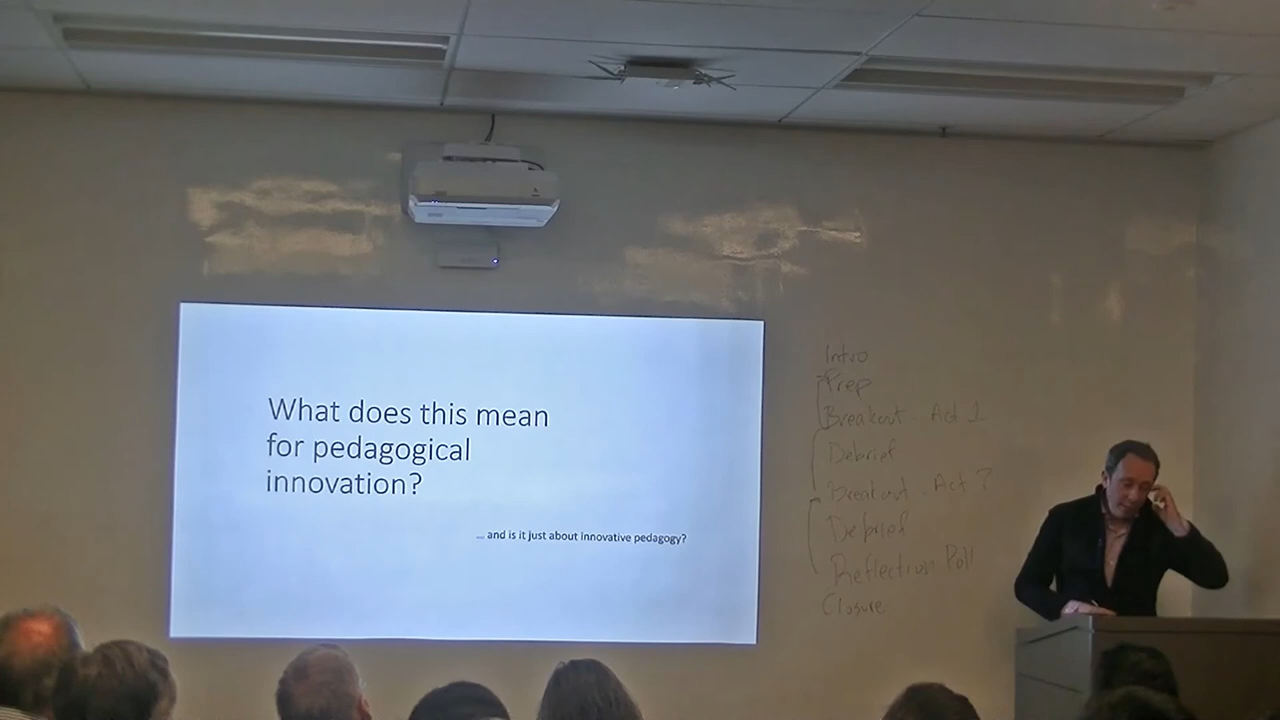 What does this mean
for pedagogical
innovation?
... and is it just about innovative pedagogy?
Intro
Prep
Breakout - Act 1
Debrief
Breakout - Act 2
Debrief
Reflection Poll
Closure